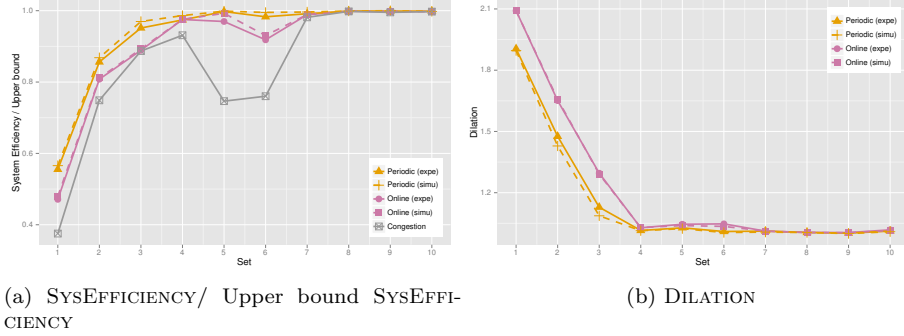 1.0
0.8
0.6
0.4
System Efficiency / Upper bound
1 2 3 4 5 6 7 8 9 10
Set
Periodic (expe)
Periodic (simu)
Online (expe)
Online (simu)
Congestion
2.1
1.8
1.5
1.2
Dilation
1 2 3 4 5 6 7 8 9 10
Set
Periodic (expe)
Periodic (simu)
Online (expe)
Online (simu)
(a) SYSEFFICIENCY/ Upper bound SYSEFFI-
CIENCY
(b) DILATION